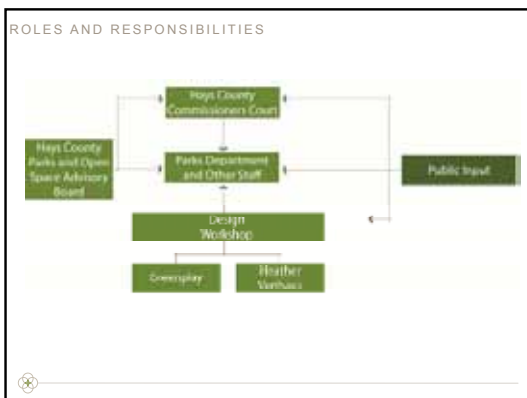 ROLES AND RESPONSIBILITIES
Hays County
Commissioners Court
Hays County
Parks and Open
Space Advisory
Board
Parks Department
and Other Staff
Public Input
Design
Workshop
Greenplay
Heather
Venhaus